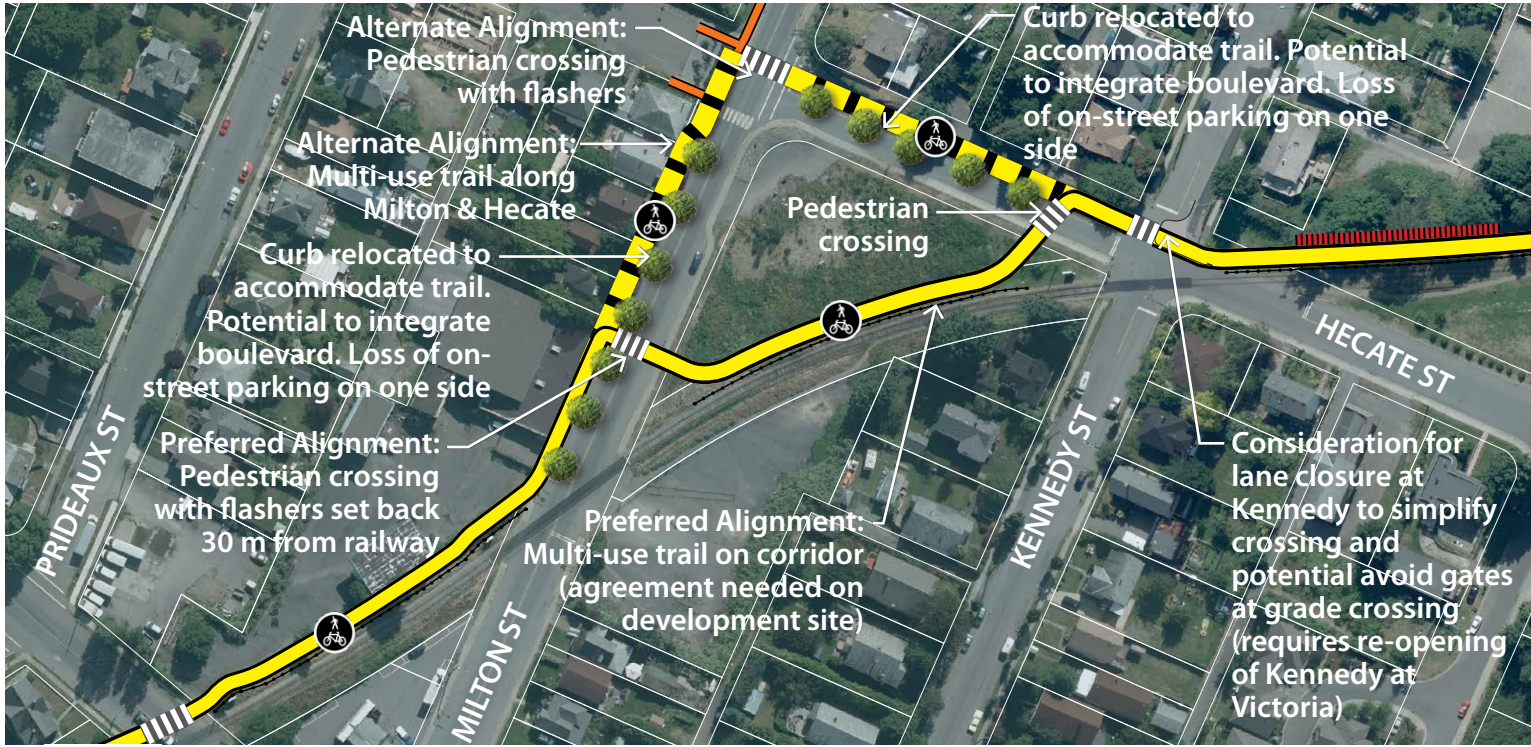 Alternate Alignment:
Pedestrian crossing
with flashers
Curb relocated to
accommodate trail. Potential
to integrate boulevard. Loss
of on-street parking on one
side
Alternate Alignment:
Multi-use trail along
Milton & Hecate
Pedestrian
crossing
Curb relocated to
accommodate trail.
Potential to integrate
boulevard. Loss of on-
street parking on one side
HECATE ST
PRIDEAUX ST
Preferred Alignment:
Pedestrian crossing
with flashers set back
30 m from railway
KENNEDY ST
Consideration for
lane closure at
Kennedy to simplify
crossing and
potential avoid gates
at grade crossing
(requires re-opening
of Kennedy at
Victoria)
Preferred Alignment:
Multi-use trail on corridor
(agreement needed on
development site)
MILTON ST